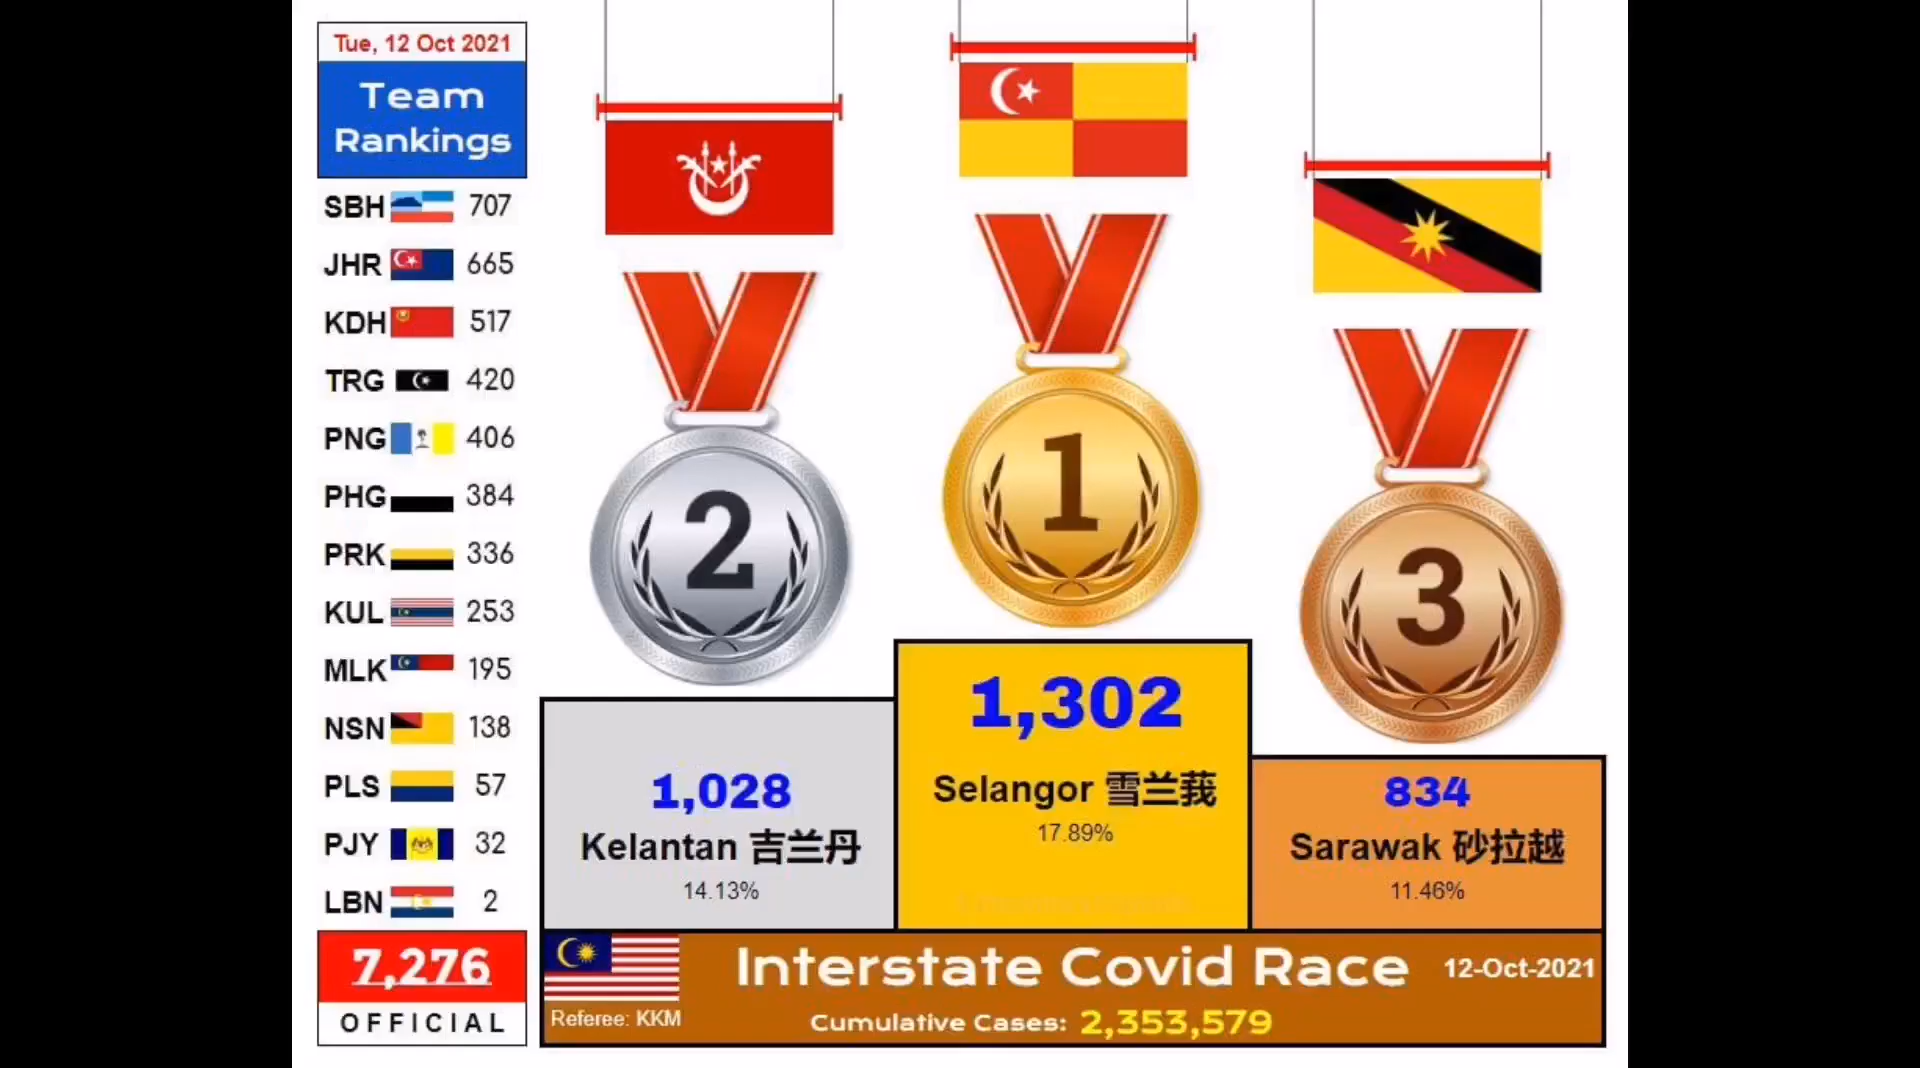 Tue, 12 Oct 2021
Team
Rankings
SBH 707
JHR 665
KDH 517
TRG 420
PNG 406
PHG 384
PRK 336
KUL 253
MLK 195
NSN 138
PLS 57
PJY 32
LBN 2
7,276
OFFICIAL
2
1
3
1,028
Kelantan 吉兰丹
14.13%
1,302
Selangor 雪兰莪
17.89%
834
Sarawak 砂拉越
11.46%
Interstate Covid Race
12-Oct-2021
Referee: KKM
Cumulative Cases: 2,353,579